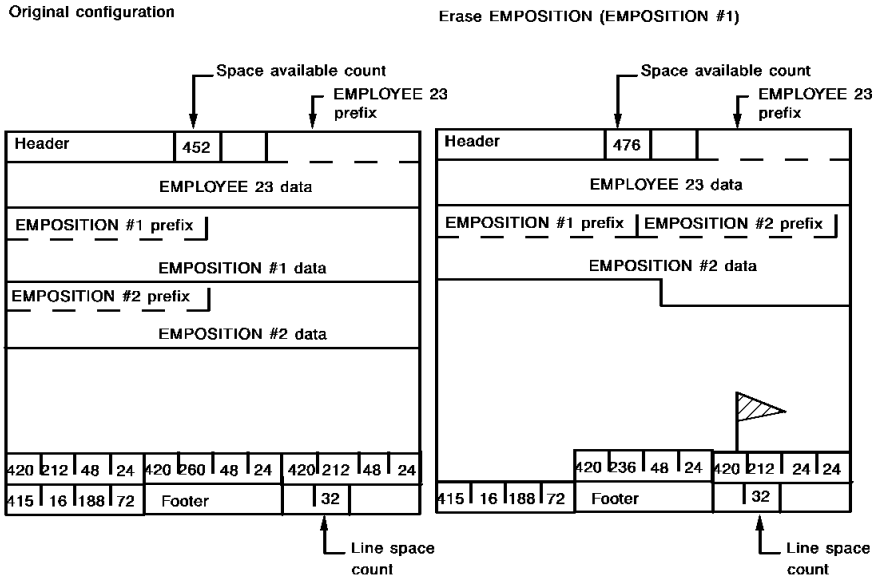 Original configuration
Space available count
EMPLOYEE 23
prefix
Header
452
EMPLOYEE 23 data
EMPOSITION #1 prefix
EMPOSITION #1 data
EMPOSITION #2 prefix
EMPOSITION #2 data
420 212 48 24 420 260 48 24 420 212 48 24
415 16 188 72 Footer 32
Line space
count
Erase EMPOSITION (EMPOSITION #1)
Space available count
EMPLOYEE 23
prefix
Header
476
EMPLOYEE 23 data
EMPOSITION #1 prefix EMPOSITION #2 prefix
EMPOSITION #2 data
420 236 48 24 420 212 24 24
415 16 188 72 Footer 32
Line space
count